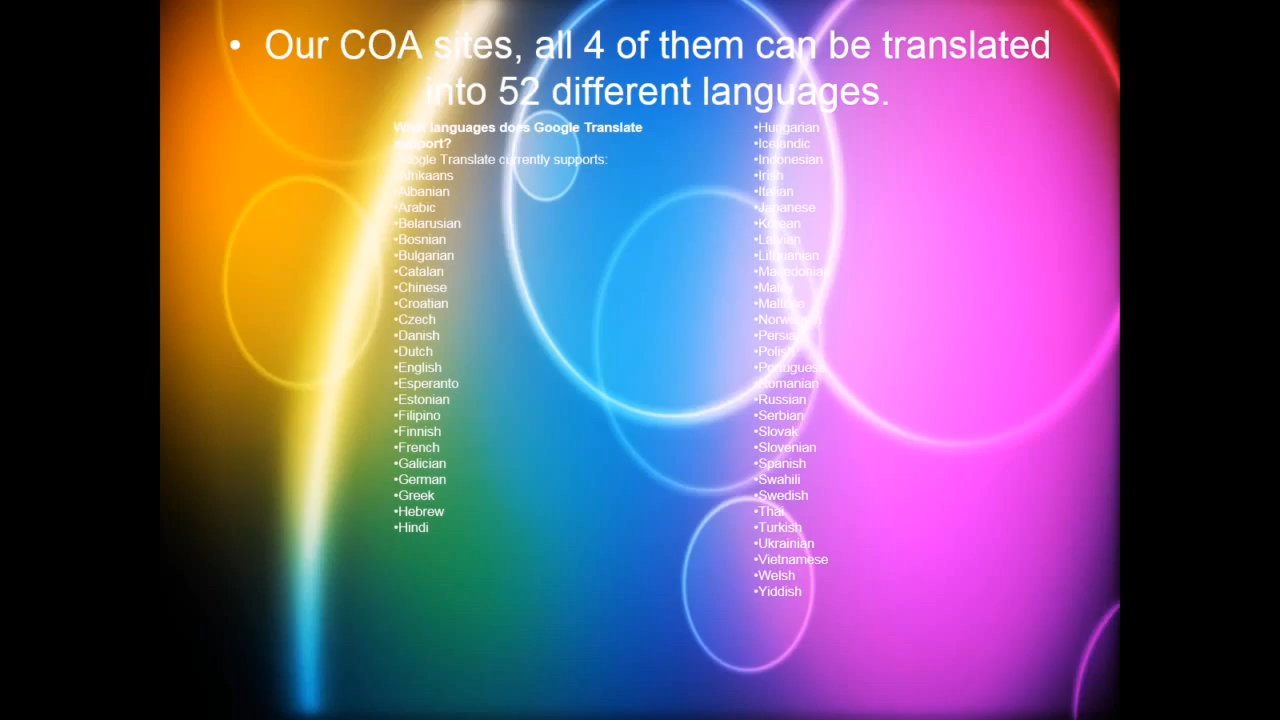 • Our COA sites, all 4 of them can be translated
into 52 different languages.
What languages does Google Translate
support?
Google Translate currently supports:
•Afrikaans
•Albanian
•Arabic
•Belarusian
•Bosnian
•Bulgarian
•Catalan
•Chinese
•Croatian
•Czech
•Danish
•Dutch
•English
•Esperanto
•Estonian
•Filipino
•Finnish
•French
•Galician
•German
•Greek
•Hebrew
•Hindi
•Hungarian
•Icelandic
•Indonesian
•Irish
•Italian
•Japanese
•Korean
•Latvian
•Lithuanian
•Macedonian
•Malay
•Maltese
•Norwegian
•Persian
•Polish
•Portuguese
•Romanian
•Russian
•Serbian
•Slovak
•Slovenian
•Spanish
•Swahili
•Swedish
•Thai
•Turkish
•Ukrainian
•Vietnamese
•Welsh
•Yiddish